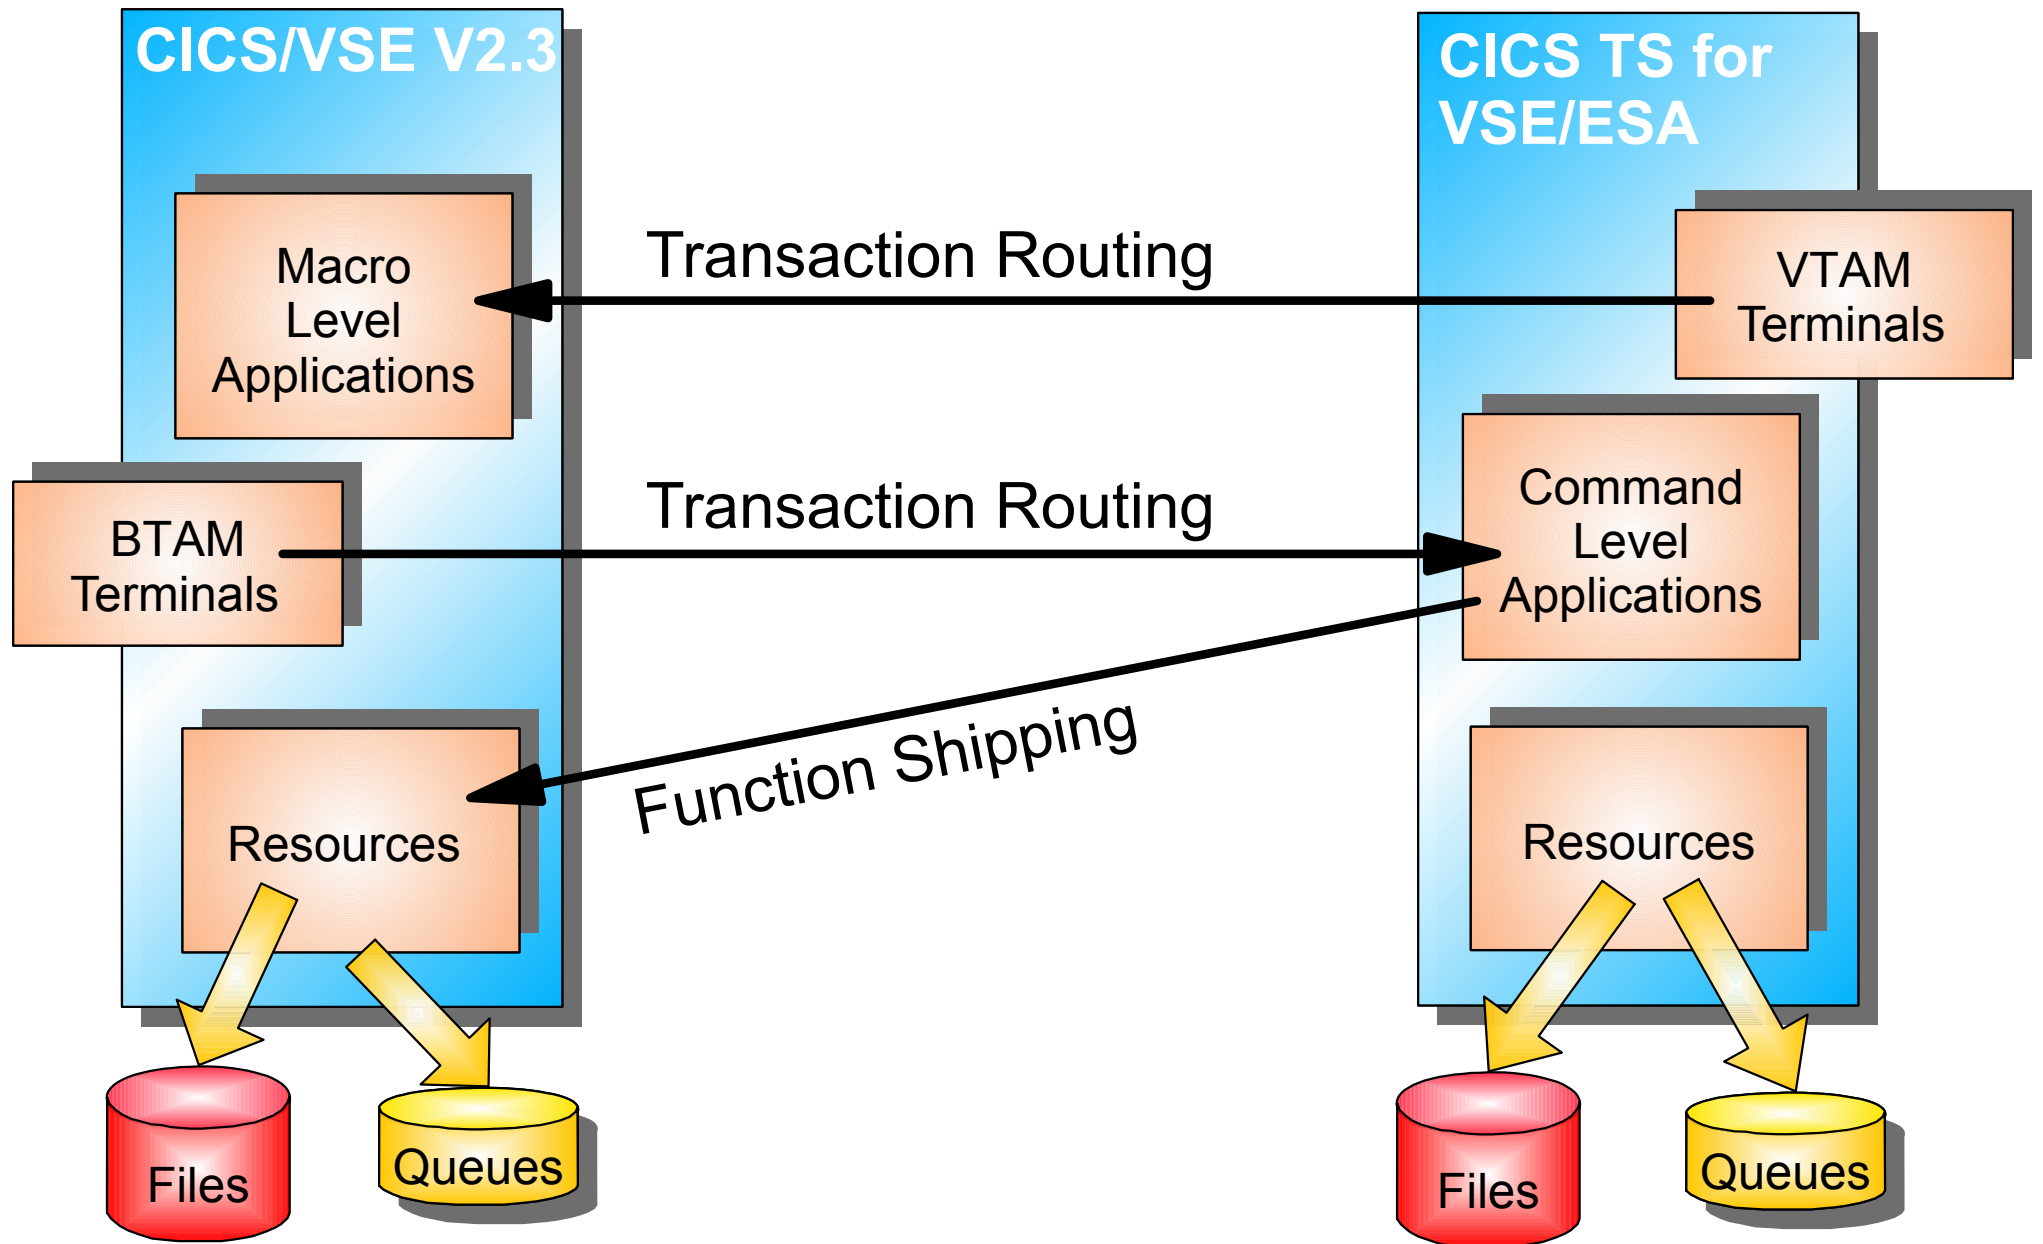 CICS/VSE V2.3
Macro
Level
Applications
BTAM
Terminals
Resources
Files
Queues
Transaction Routing
Transaction Routing
Function Shipping
CICS TS for
VSE/ESA
VTAM
Terminals
Command
Level
Applications
Resources
Files
Queues